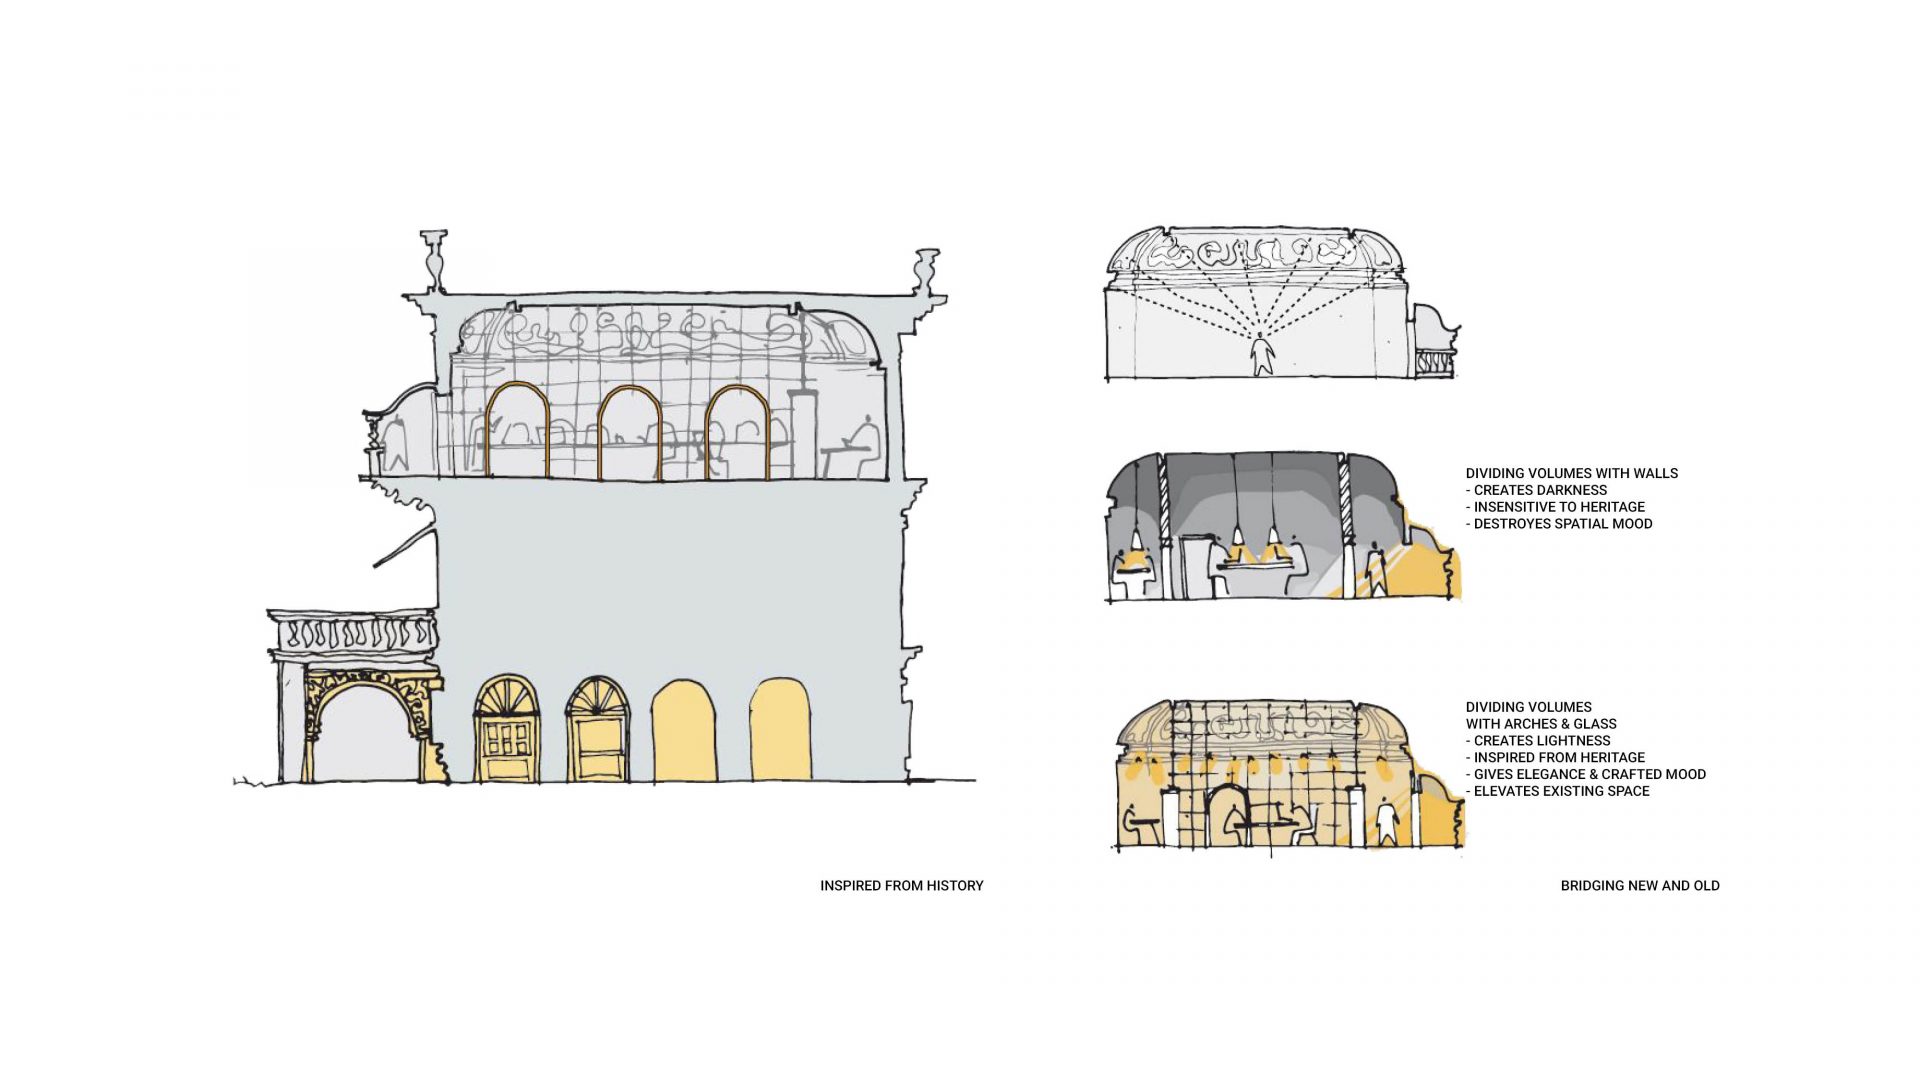 DIVIDING VOLUMES WITH WALLS
- CREATES DARKNESS
- INSENSITIVE TO HERITAGE
- DESTROYES SPATIAL MOOD
DIVIDING VOLUMES
WITH ARCHES & GLASS
- CREATES LIGHTNESS
- INSPIRED FROM HERITAGE
- GIVES ELEGANCE & CRAFTED MOOD
- ELEVATES EXISTING SPACE
INSPIRED FROM HISTORY
BRIDGING NEW AND OLD